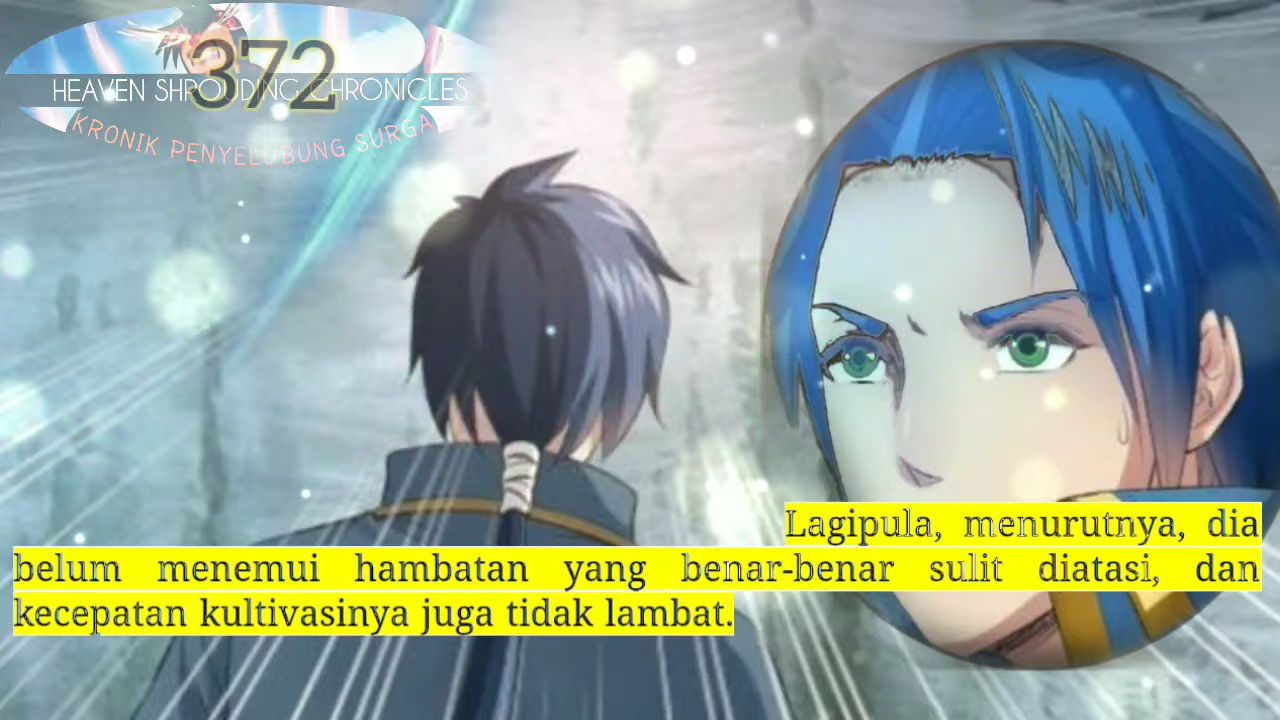 372
HEAVEN SHROUDING CHRONICLES
KRONIK PENYELUBUNG SURGA
Lagipula, menurutnya, dia
belum menemui hambatan yang benar-benar sulit diatasi, dan
kecepatan kultivasinya juga tidak lambat.